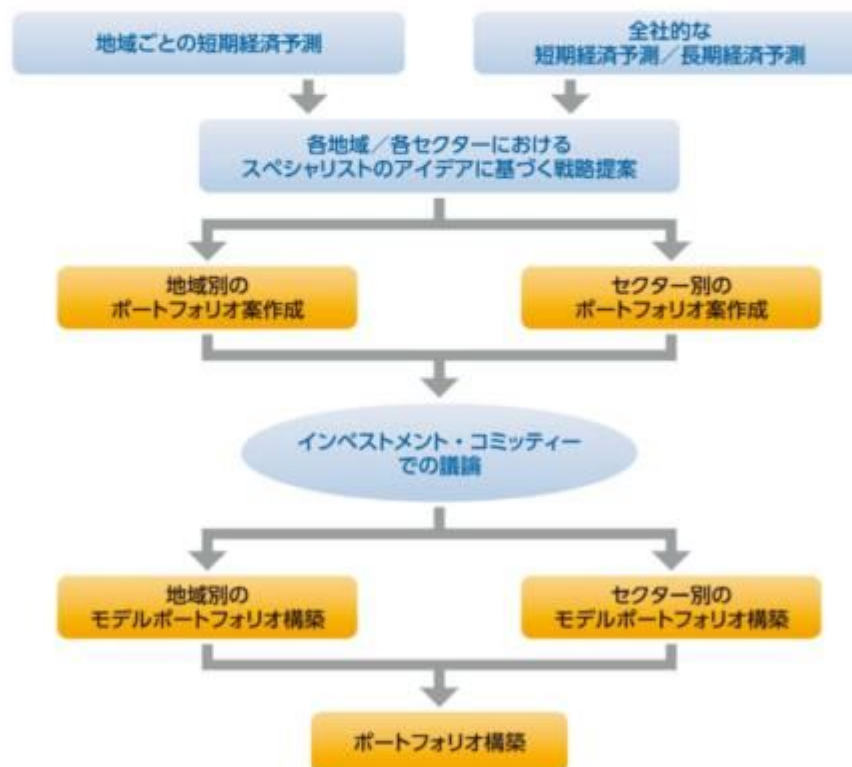 地域ごとの短期経済予測
全社的な
短期経済予測／長期経済予測
各地域／各セクターにおける
スペシャリストのアイデアに基づく戦略提案
地域別の
ポートフォリオ案作成
セクター別の
ポートフォリオ案作成
インベストメント・コミッティー
での議論
地域別の
モデルポートフォリオ構築
セクター別の
モデルポートフォリオ構築
ポートフォリオ構築